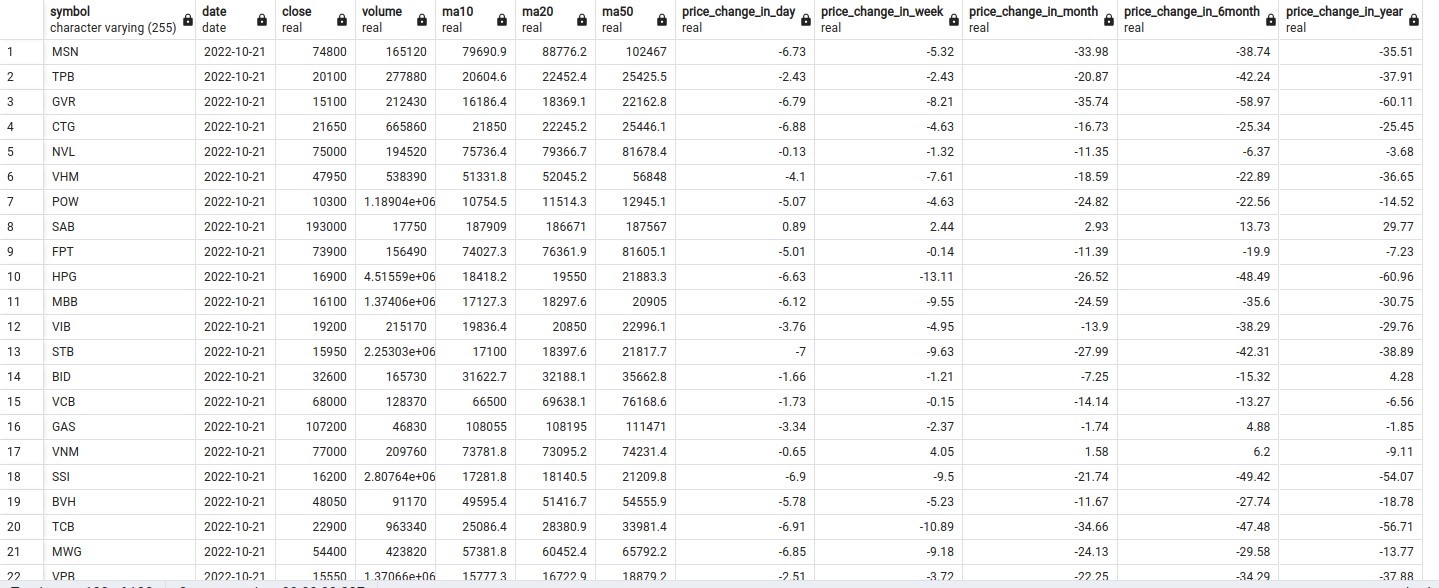 symbol date close volume ma10 ma20 ma50 price_change_in_day price_change_in_week price_change_in_month price_change_in_6month price_change_in_year
character varying (255) date real real real real real real real real real real
1 MSN 2022-10-21 74800 165120 79690.9 88776.2 102467 -6.73 -5.32 -33.98 -38.74 -35.51
2 TPB 2022-10-21 20100 277880 20604.6 22452.4 25425.5 -2.43 -2.43 -20.87 -42.24 -37.91
3 GVR 2022-10-21 15100 212430 16186.4 18369.1 22162.8 -6.79 -8.21 -35.74 -58.97 -60.11
4 CTG 2022-10-21 21650 665860 21850 22245.2 25446.1 -6.88 -4.63 -16.73 -25.34 -25.45
5 NVL 2022-10-21 75000 194520 75736.4 79366.7 81678.4 -0.13 -1.32 -11.35 -6.37 -3.68
6 VHM 2022-10-21 47950 538390 51331.8 52045.2 56848 -4.1 -7.61 -18.59 -22.89 -36.65
7 POW 2022-10-21 10300 1.18904e+06 10754.5 11514.3 12945.1 -5.07 -4.63 -24.82 -22.56 -14.52
8 SAB 2022-10-21 193000 17750 187909 186671 187567 0.89 2.44 2.93 13.73 29.77
9 FPT 2022-10-21 73900 156490 74027.3 76361.9 81605.1 -5.01 -0.14 -11.39 -19.9 -7.23
10 HPG 2022-10-21 16900 4.51559e+06 18418.2 19550 21883.3 -6.63 -13.11 -26.52 -48.49 -60.96
11 MBB 2022-10-21 16100 1.37406e+06 17127.3 18297.6 20905 -6.12 -9.55 -24.59 -35.6 -30.75
12 VIB 2022-10-21 19200 215170 19836.4 20850 22996.1 -3.76 -4.95 -13.9 -38.29 -29.76
13 STB 2022-10-21 15950 2.25303e+06 17100 18397.6 21817.7 -7 -9.63 -27.99 -42.31 -38.89
14 BID 2022-10-21 32600 165730 31622.7 32188.1 35662.8 -1.66 -1.21 -7.25 -15.32 4.28
15 VCB 2022-10-21 68000 128370 66500 69638.1 76168.6 -1.73 -0.15 -14.14 -13.27 -6.56
16 GAS 2022-10-21 107200 46830 108055 108195 111471 -3.34 -2.37 -1.74 4.88 -1.85
17 VNM 2022-10-21 77000 209760 73781.8 73095.2 74231.4 -0.65 4.05 1.58 6.2 -9.11
18 SSI 2022-10-21 16200 2.80764e+06 17281.8 18140.5 21209.8 -6.9 -9.5 -21.74 -49.42 -54.07
19 BVH 2022-10-21 48050 91170 49595.4 51416.7 54555.9 -5.78 -5.23 -11.67 -27.74 -18.78
20 TCB 2022-10-21 22900 963340 25086.4 28380.9 33981.4 -6.91 -10.89 -34.66 -47.48 -56.71
21 MWG 2022-10-21 54400 423820 57381.8 60452.4 65792.2 -6.85 -9.18 -24.13 -29.58 -13.77
22 VPB 2022-10-21 15550 1.37066e+06 15777.3 16722.9 18879.2 -2.51 -3.72 -22.25 -34.29 -37.88